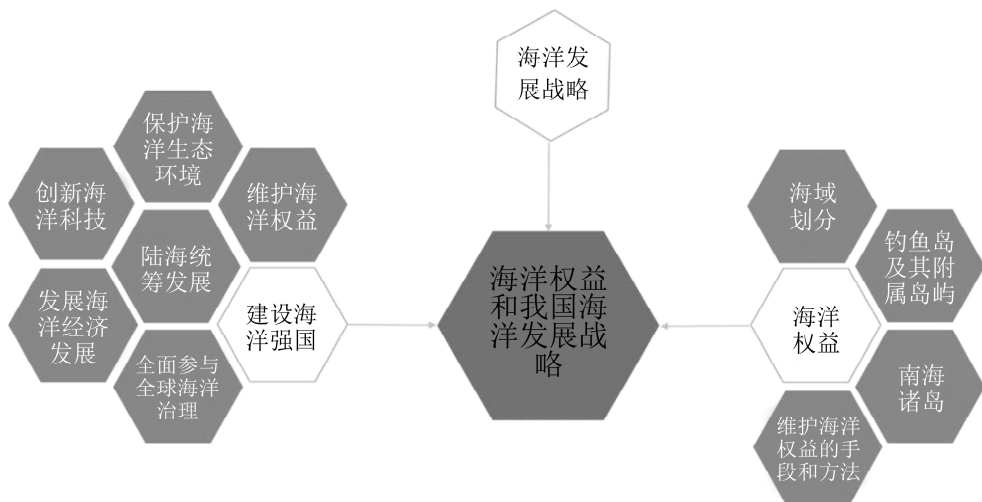 海洋发
展战略
保护海
洋生态
环境
创新海
洋科技
维护海
洋权益
陆海统
筹发展
发展海
洋经济
发展
建设海
洋强国
全面参与
全球海洋
治理
海洋权益
和我国海
洋发展战
略
海域
划分
钓鱼岛
及其附
属岛屿
海洋
权益
南海
诸岛
维护海洋
权益的手
段和方法